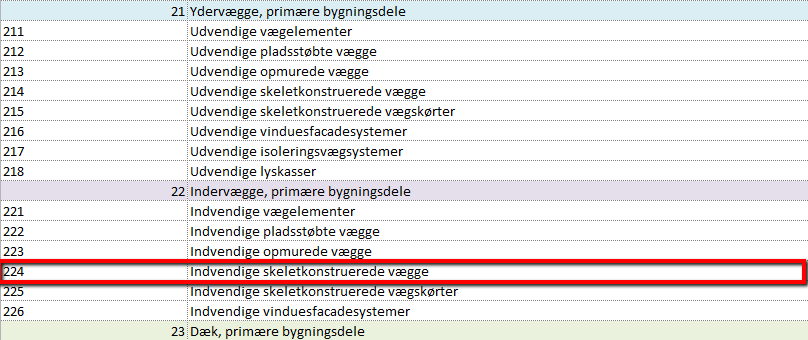 21 Ydervægge, primære bygningsdele
211 Udvendige vægelementer
212 Udvendige pladsstøbte vægge
213 Udvendige opmurede vægge
214 Udvendige skeletkonstruerede vægge
215 Udvendige skeletkonstruerede vægskørter
216 Udvendige vinduesfacadesystemer
217 Udvendige isoleringsvægsystemer
218 Udvendige lyskasser
22 Indervægge, primære bygningsdele
221 Indvendige vægelementer
222 Indvendige pladsstøbte vægge
223 Indvendige opmurede vægge
224 Indvendige skeletkonstruerede vægge
225 Indvendige skeletkonstruerede vægskørter
226 Indvendige vinduesfacadesystemer
23 Dæk, primære bygningsdele